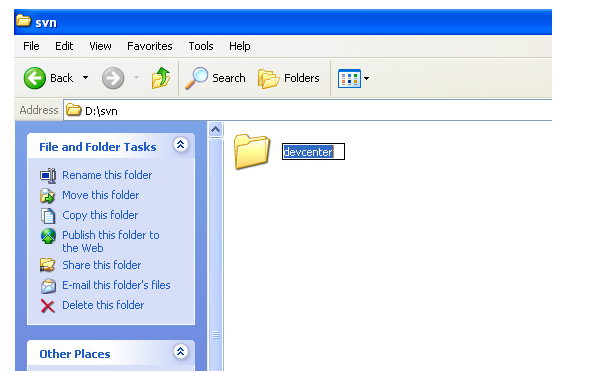 svn
File Edit View Favorites Tools Help
Back Search Folders
Address D:\svn
File and Folder Tasks
Rename this folder
Move this folder
Copy this folder
Publish this folder to
the Web
Share this folder
E-mail this folder's files
Delete this folder
Other Places
devcenter